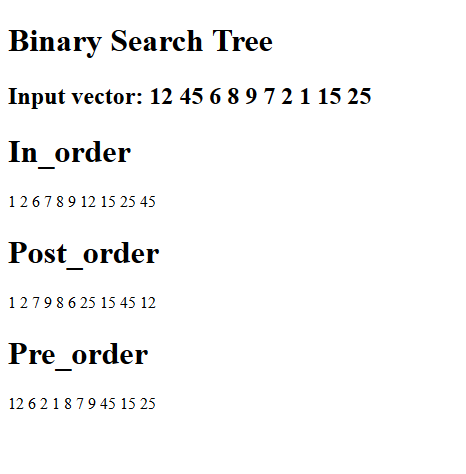 Binary Search Tree
Input vector: 12 45 6 8 9 7 2 1 15 25
In_order
1 2 6 7 8 9 12 15 25 45
Post_order
1 2 7 9 8 6 25 15 45 12
Pre_order
12 6 2 1 8 7 9 45 15 25